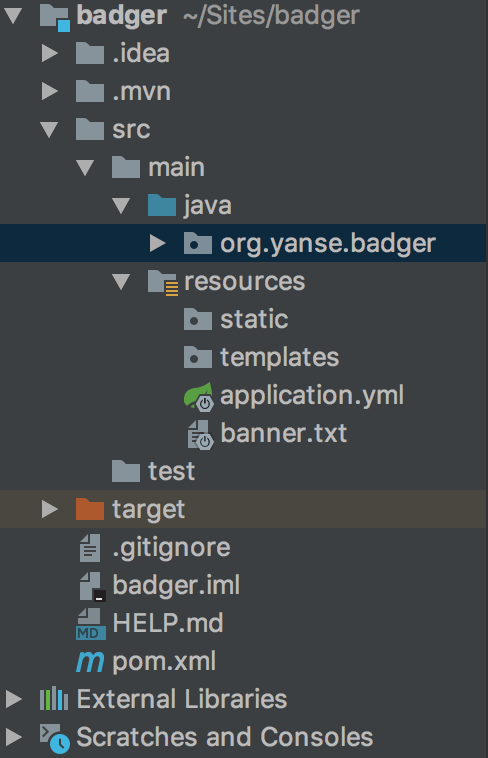 badger ~/Sites/badger
.idea
.mvn
src
main
java
org.yanse.badger
resources
static
templates
application.yml
banner.txt
test
target
.gitignore
badger.iml
MD HELP.md
m pom.xml
External Libraries
Scratches and Consoles